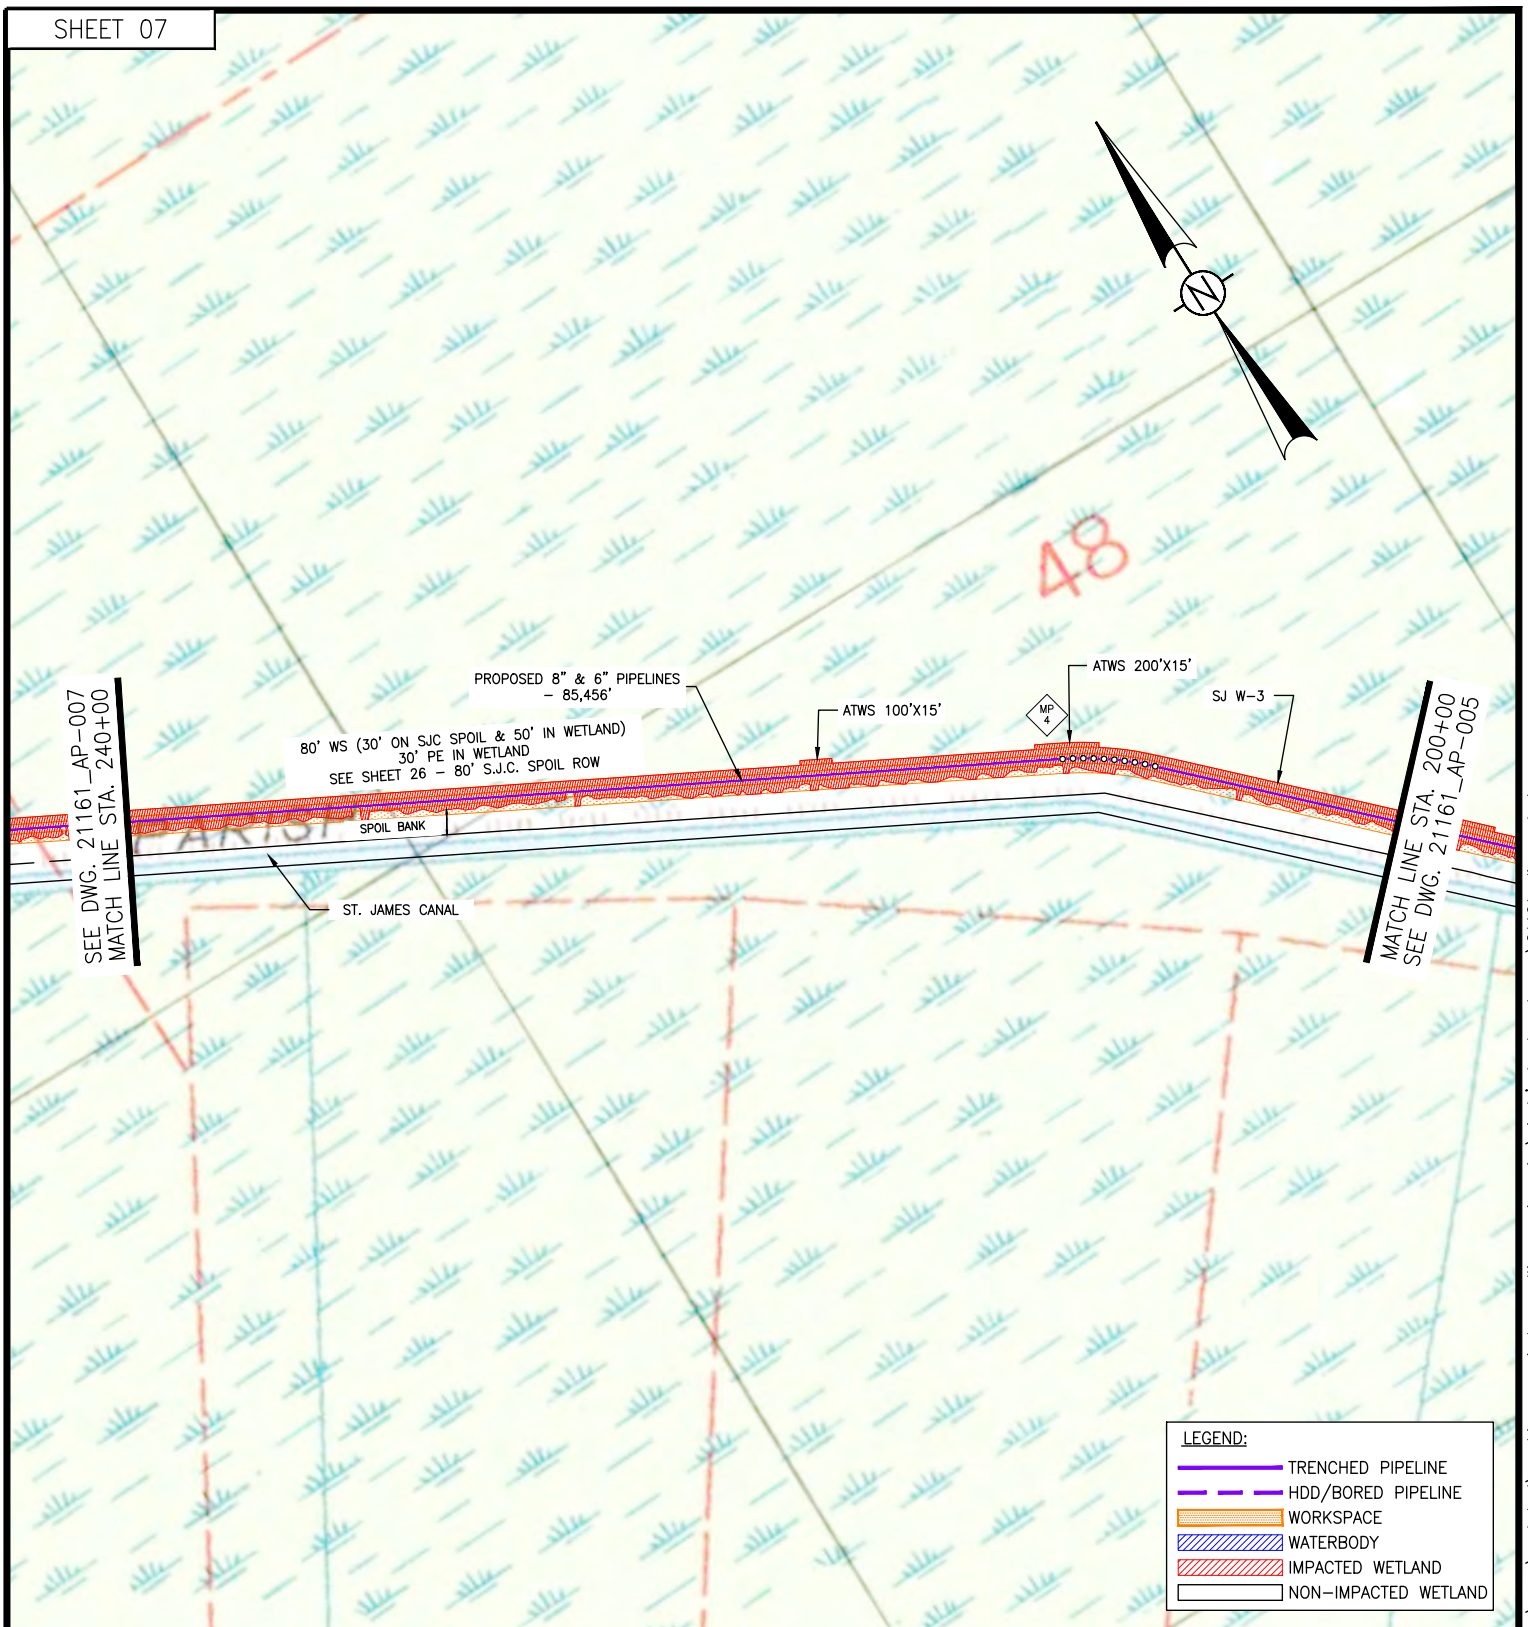 SHEET 07
N
48
PROPOSED 8" & 6" PIPELINES
- 85,456'
ATWS 100'X15'
MP
4
ATWS 200'X15'
SJ W-3
80' WS (30' ON SJC SPOIL & 50' IN WETLAND)
30' PE IN WETLAND
SEE SHEET 26 - 80' S.J.C. SPOIL ROW
SEE DWG. 21161_AP-007
MATCH LINE STA. 240+00
MATCH LINE STA. 200+00
SEE DWG. 21161_AP-005
SPOIL BANK
ST. JAMES CANAL
LEGEND:
TRENCHED PIPELINE
HDD/BORED PIPELINE
WORKSPACE
WATERBODY
IMPACTED WETLAND
NON-IMPACTED WETLAND